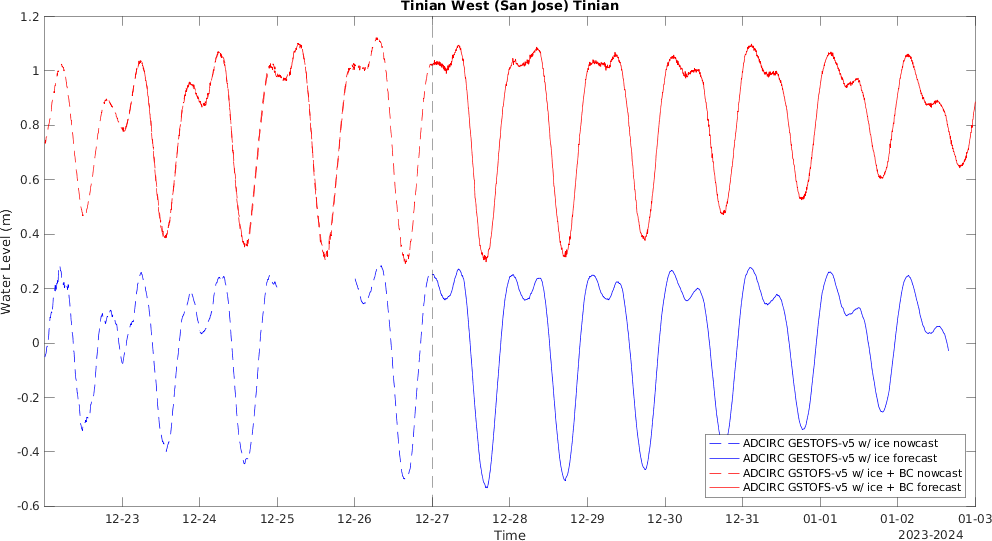 Tinian West (San Jose) Tinian
Water Level (m)
1.2
1
0.8
0.6
0.4
0.2
0
-0.2
-0.4
-0.6
12-23 12-24 12-25 12-26 12-27 12-28 12-29 12-30 12-31 01-01 01-02 01-03
Time
2023-2024
ADCIRC GESTOFS-v5 w/ ice nowcast
ADCIRC GESTOFS-v5 w/ ice forecast
ADCIRC GSTOFS-v5 w/ ice + BC nowcast
ADCIRC GSTOFS-v5 w/ ice + BC forecast